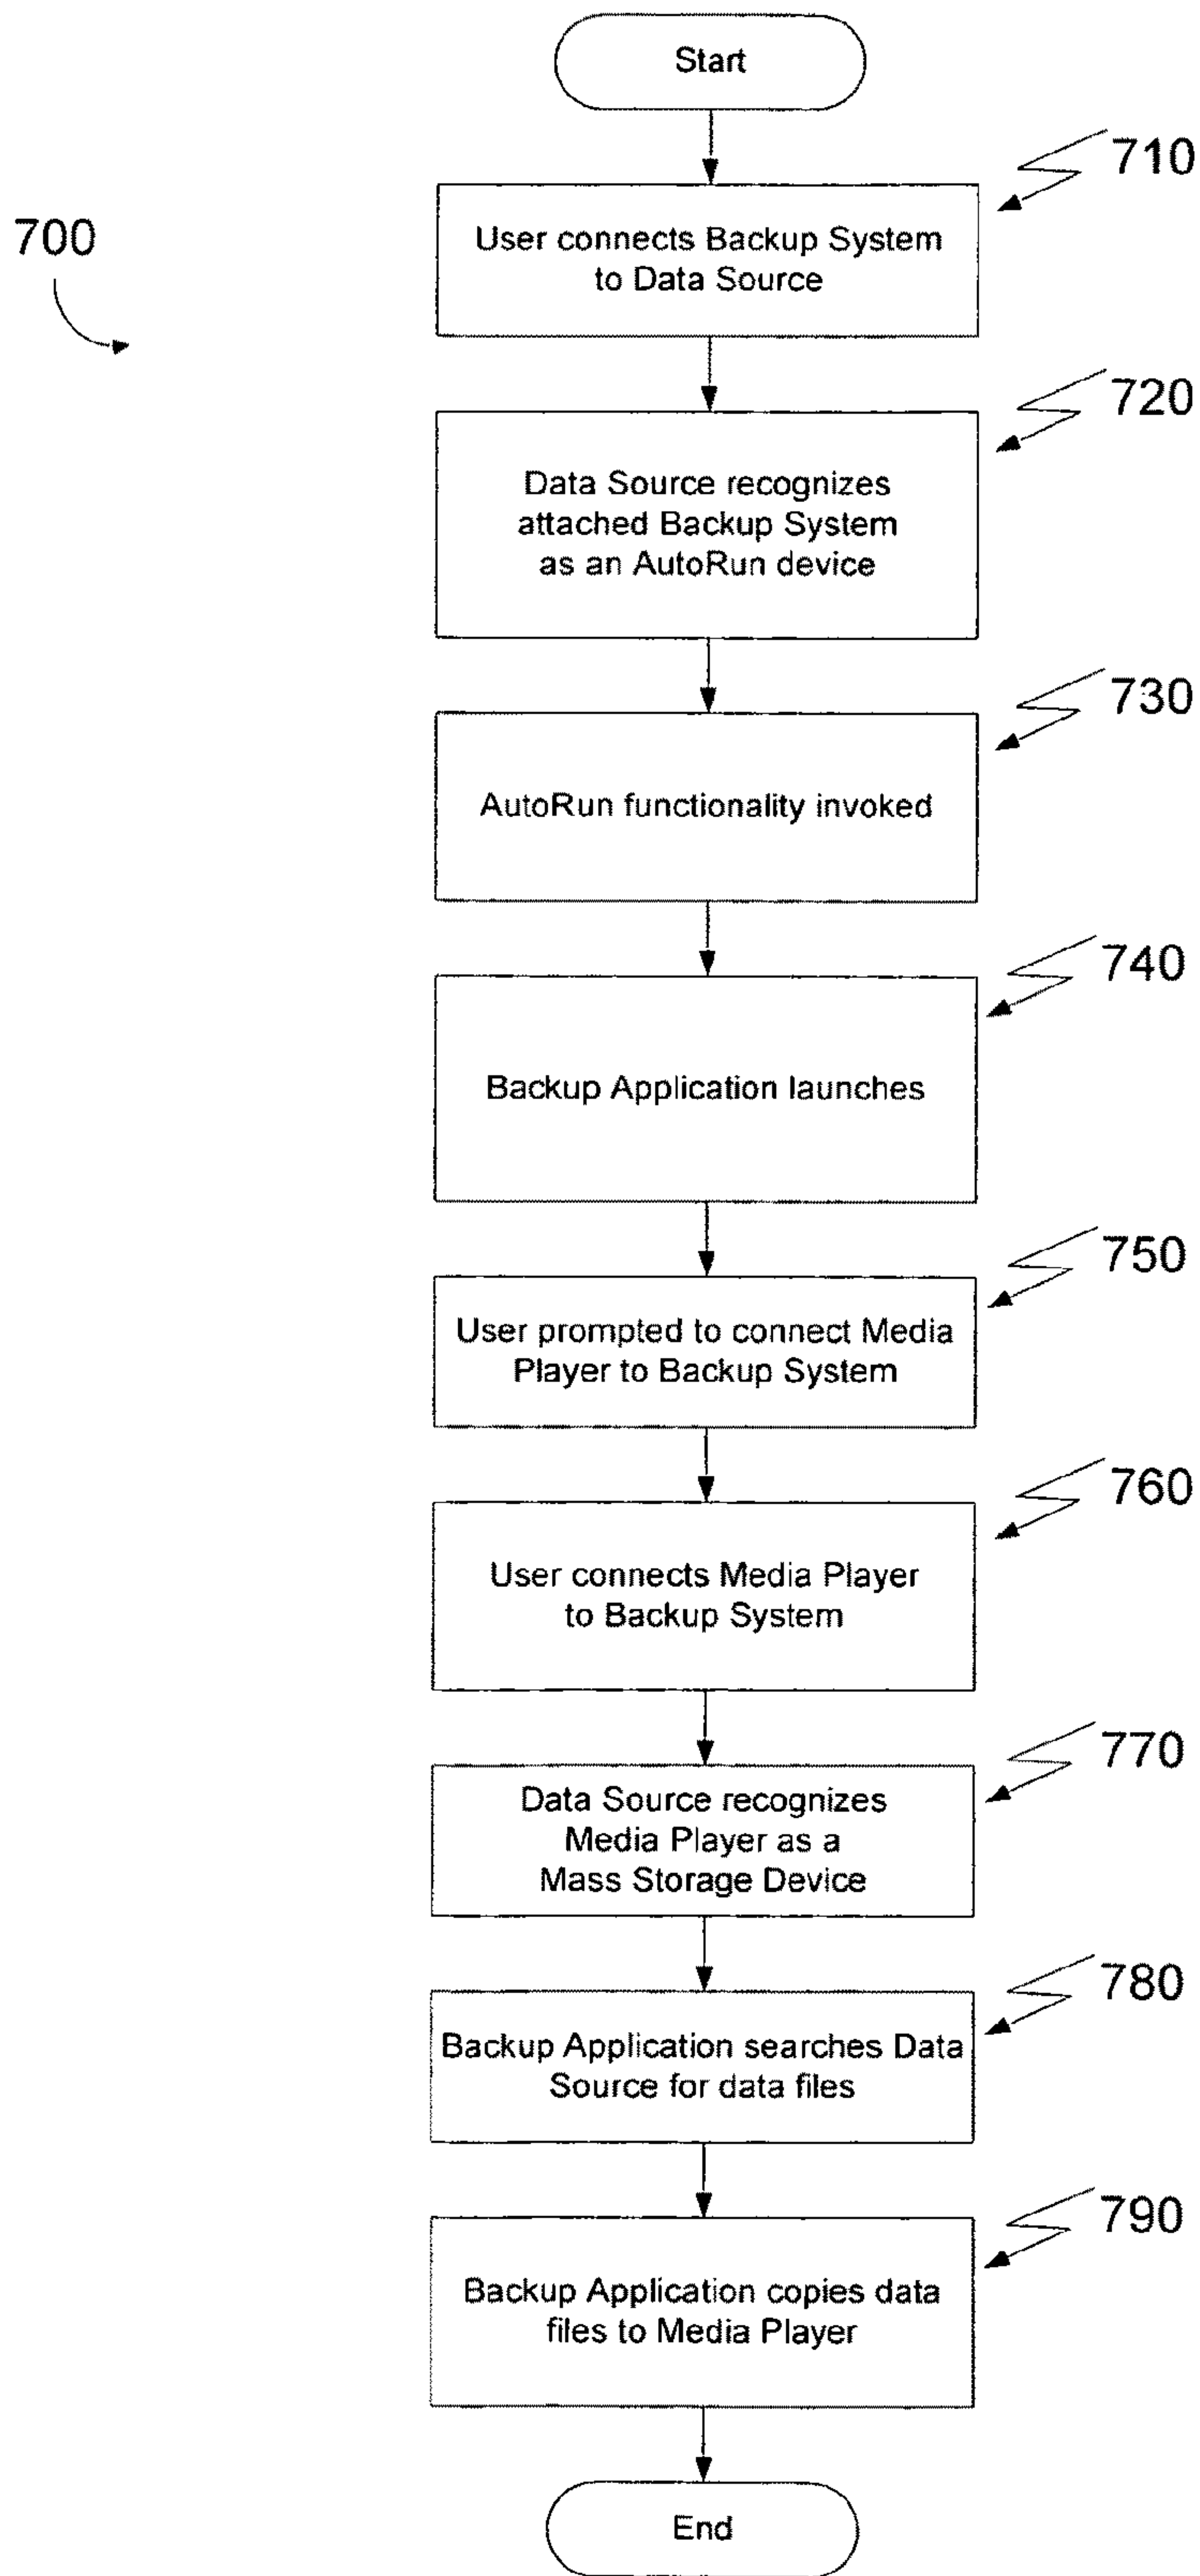 Start
710
700
User connects Backup System
to Data Source
720
Data Source recognizes
attached Backup System
as an AutoRun device
730
AutoRun functionality invoked
740
Backup Application launches
750
User prompted to connect Media
Player to Backup System
760
User connects Media Player
to Backup System
770
Data Source recognizes
Media Player as a
Mass Storage Device
780
Backup Application searches Data
Source for data files
790
Backup Application copies data
files to Media Player
End